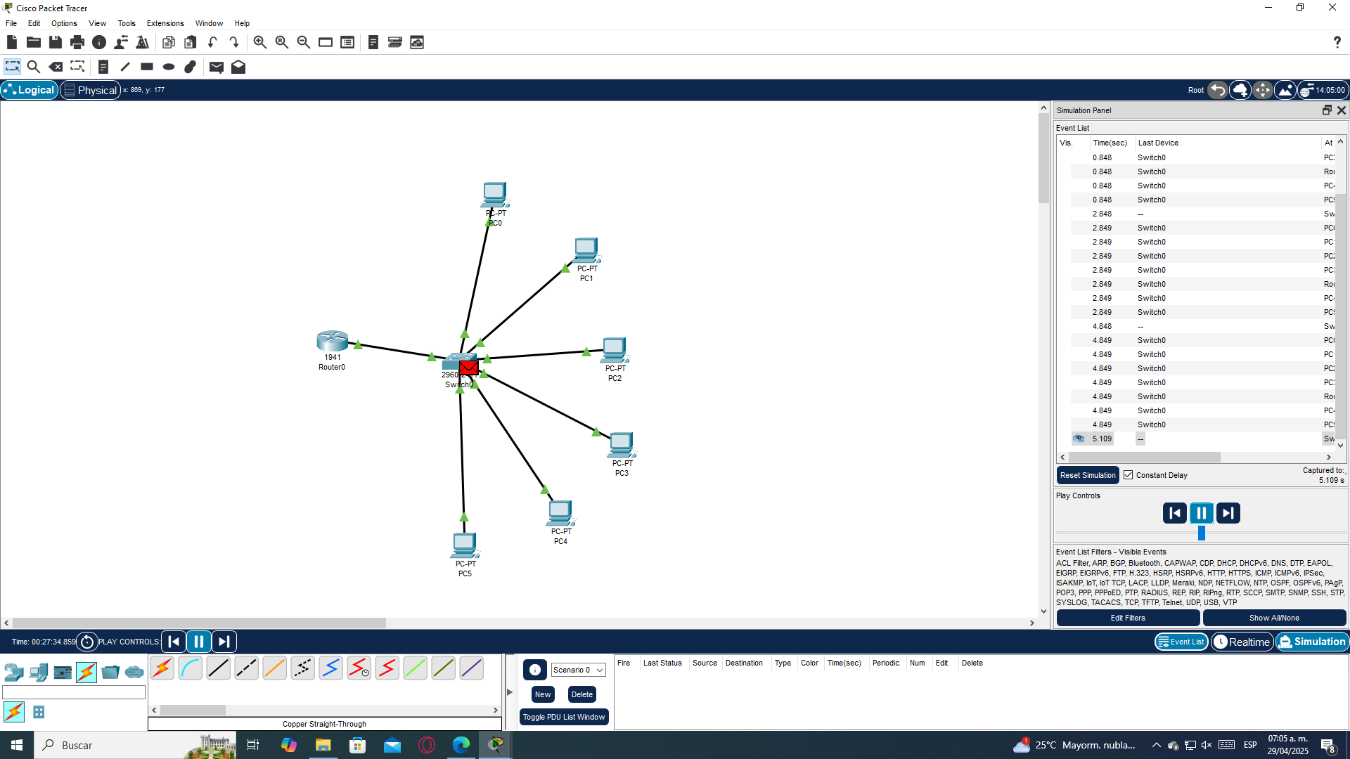 Cisco Packet Tracer
File Edit Options View Tools Extensions Window Help
?
Logical Physical x: 869, y: 177 Root 14:05:00
Simulation Panel
Event List
Vis. Time(sec) Last Device At
0.848 Switch0
0.848 Switch0
0.848 Switch0
0.848 Switch0
2.848 --
2.849 Switch0
2.849 Switch0
2.849 Switch0
2.849 Switch0
2.849 Switch0
2.849 Switch0
2.849 Switch0
4.848 --
4.849 Switch0
4.849 Switch0
4.849 Switch0
4.849 Switch0
4.849 Switch0
4.849 Switch0
4.849 Switch0
5.109 --
Reset Simulation Constant Delay Captured to:
5.109 s
Play Controls
Event List Filters - Visible Events
ACL Filter, ARP, BGP, Bluetooth, CAPWAP, CDP, DHCP, DHCPv6, DNS, DTP, EAPOL,
EIGRP, EIGRPv6, FTP, H.323, HSRP, HSRPv6, HTTP, HTTPS, ICMP, ICMPv6, IPSec,
ISAKMP, IoT, IoT TCP, LACP, LLDP, Meraki, NDP, NETFLOW, NTP, OSPF, OSPFv6, PAgP,
POP3, PPP, PPPoED, PTP, RADIUS, REP, RIP, RIPng, RTP, SCCP, SMTP, SNMP, SSH, STP,
SYSLOG, TACACS, TCP, TFTP, Telnet, UDP, USB, VTP
Edit Filters Show All/None
PC-PT
PC0
PC-PT
PC1
1941
Router0
2960
Switch0
PC-PT
PC2
PC-PT
PC3
PC-PT
PC4
PC-PT
PC5
Time: 00:27:34.859 PLAY CONTROLS: Event List Realtime Simulation
Scenario 0
New Delete
Toggle PDU List Window
Fire Last Status Source Destination Type Color Time(sec) Periodic Num Edit Delete
Copper Straight-Through
Buscar 25°C Mayorm. nubla... ESP 07:05 a. m.
29/04/2025 8